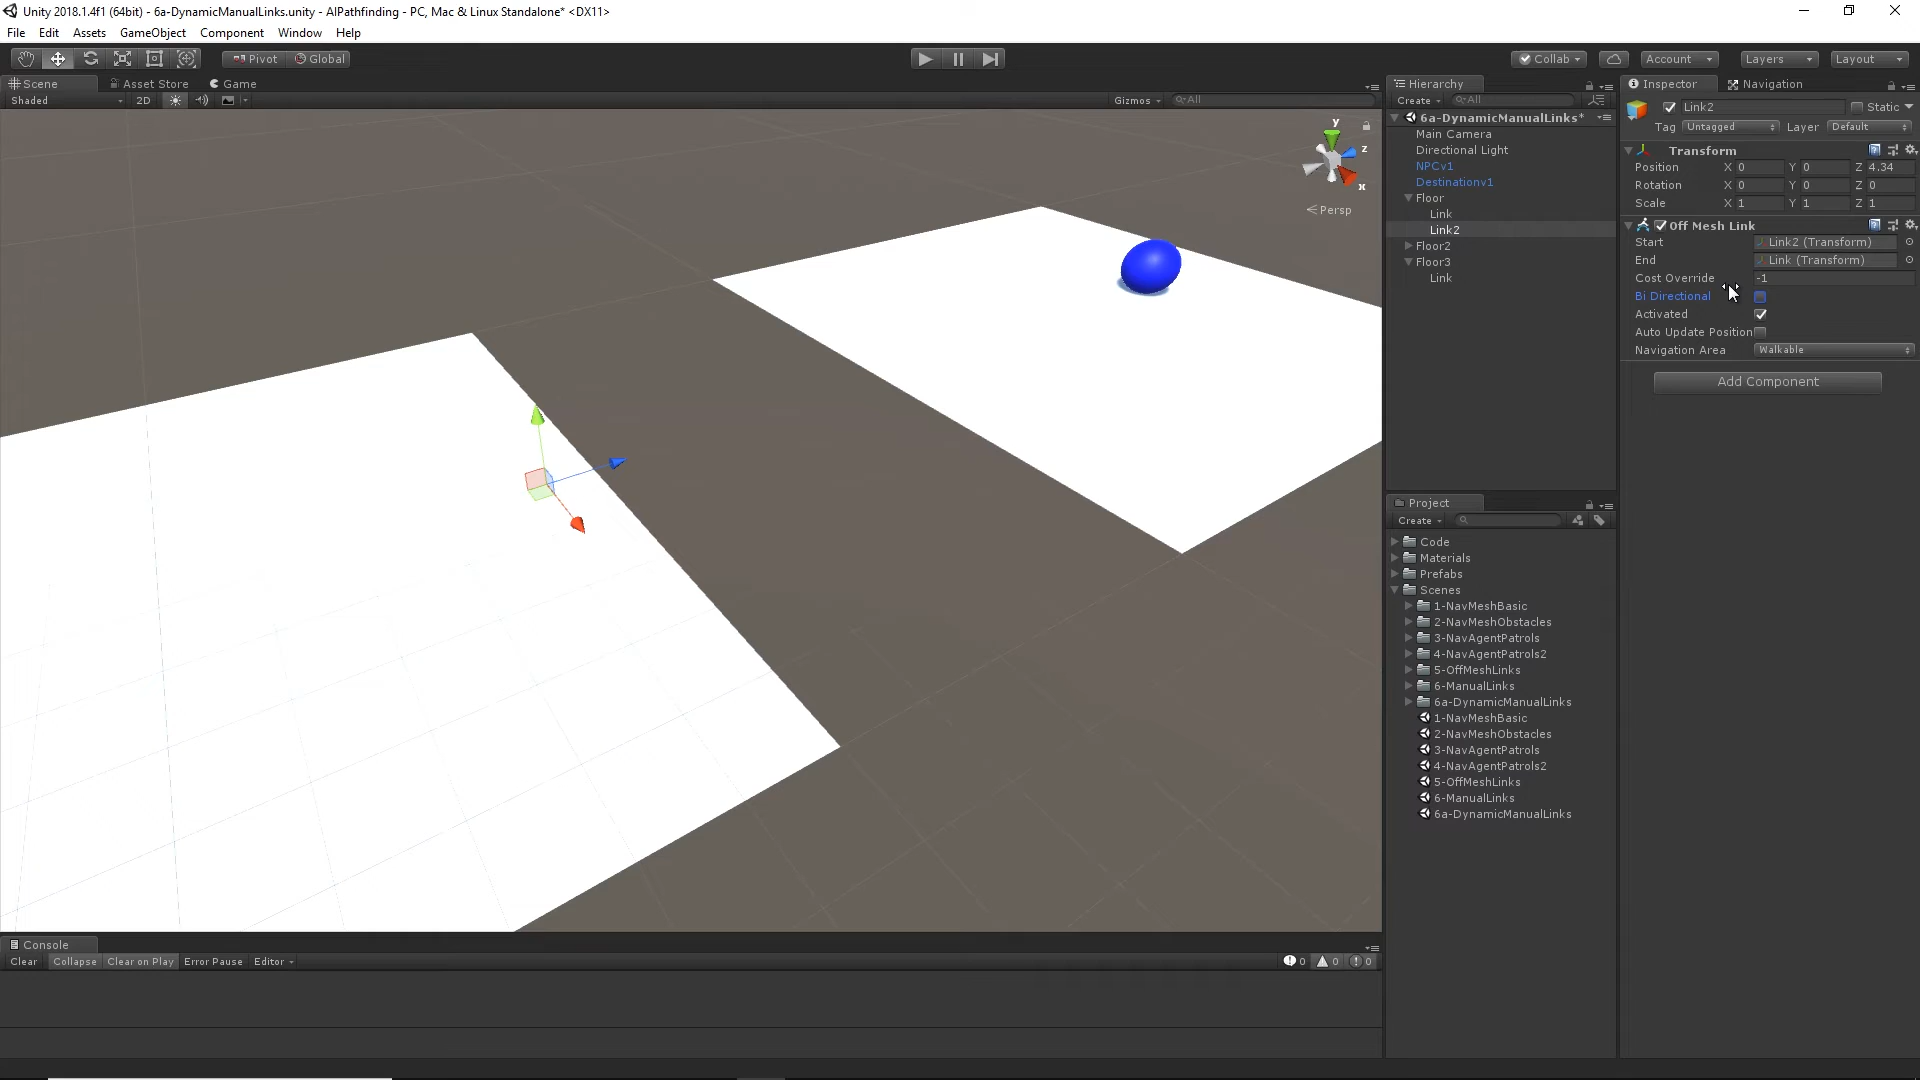 Unity 2018.1.4f1 (64bit) - 6a-DynamicManualLinks.unity - AIPathfinding - PC, Mac & Linux Standalone* <DX11>
File Edit Assets GameObject Component Window Help
Pivot Global Collab Account Layers Layout
Scene Asset Store Game
Shaded 2D Gizmos All
y
z
x
Persp
Hierarchy
Create All
6a-DynamicManualLinks*
Main Camera
Directional Light
NPCv1
Destinationv1
Floor
Link
Link2
Floor2
Floor3
Link
Inspector Navigation
Link2 Static
Tag Untagged Layer Default
Transform
Position X 0 Y 0 Z 4.34
Rotation X 0 Y 0 Z 0
Scale X 1 Y 1 Z 1
Off Mesh Link
Start Link2 (Transform)
End Link (Transform)
Cost Override -1
Bi Directional
Activated
Auto Update Position
Navigation Area Walkable
Add Component
Project
Create
Code
Materials
Prefabs
Scenes
1-NavMeshBasic
2-NavMeshObstacles
3-NavAgentPatrols
4-NavAgentPatrols2
5-OffMeshLinks
6-ManualLinks
6a-DynamicManualLinks
1-NavMeshBasic
2-NavMeshObstacles
3-NavAgentPatrols
4-NavAgentPatrols2
5-OffMeshLinks
6-ManualLinks
6a-DynamicManualLinks
Console
Clear Collapse Clear on Play Error Pause Editor 0 0 0